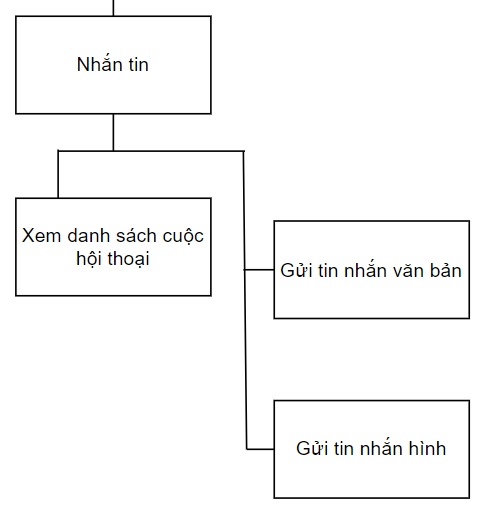 Nhắn tin
Xem danh sách cuộc
hội thoại
Gửi tin nhắn văn bản
Gửi tin nhắn hình